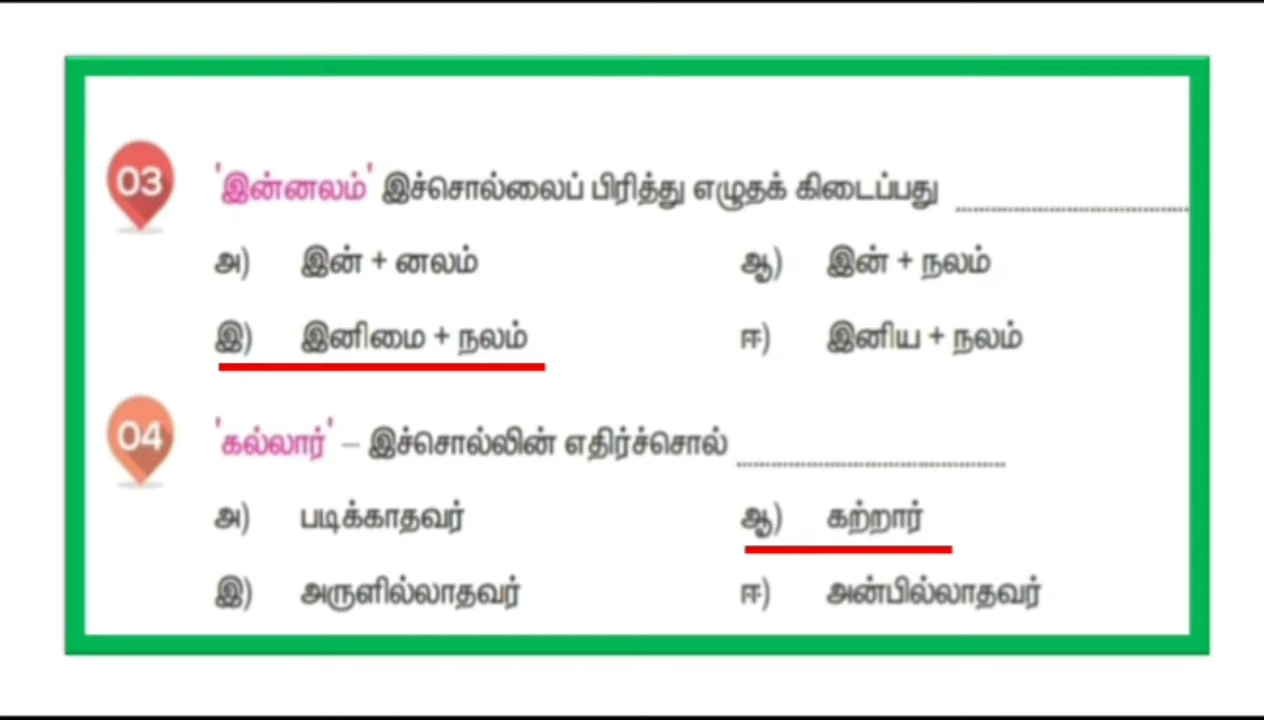 03 'இன்னலம்' இச்சொல்லைப் பிரித்து எழுதக் கிடைப்பது ........................
அ) இன் + னலம் ஆ) இன் + நலம்
இ) இனிமை + நலம் ஈ) இனிய + நலம்
04 'கல்லார்' – இச்சொல்லின் எதிர்ச்சொல் ........................
அ) படிக்காதவர் ஆ) கற்றார்
இ) அருளில்லாதவர் ஈ) அன்பில்லாதவர்